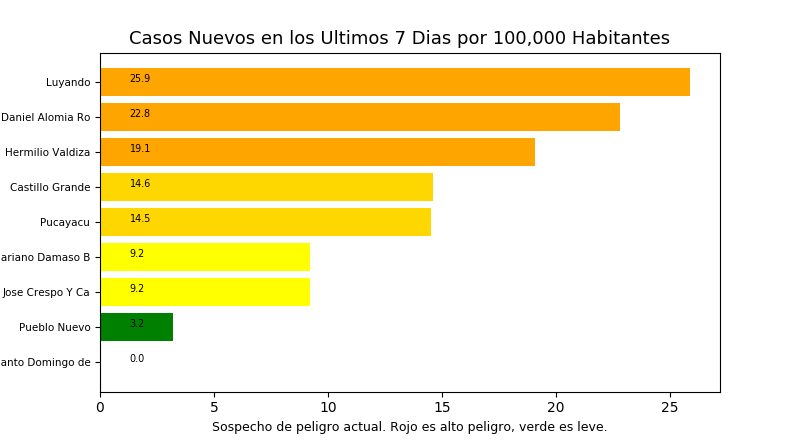 Casos Nuevos en los Ultimos 7 Dias por 100,000 Habitantes
Luyando 25.9
Daniel Alomia Ro 22.8
Hermilio Valdiza 19.1
Castillo Grande 14.6
Pucayacu 14.5
ariano Damaso B 9.2
Jose Crespo Y Ca 9.2
Pueblo Nuevo 3.2
anto Domingo de 0.0
0 5 10 15 20 25
Sospecho de peligro actual. Rojo es alto peligro, verde es leve.